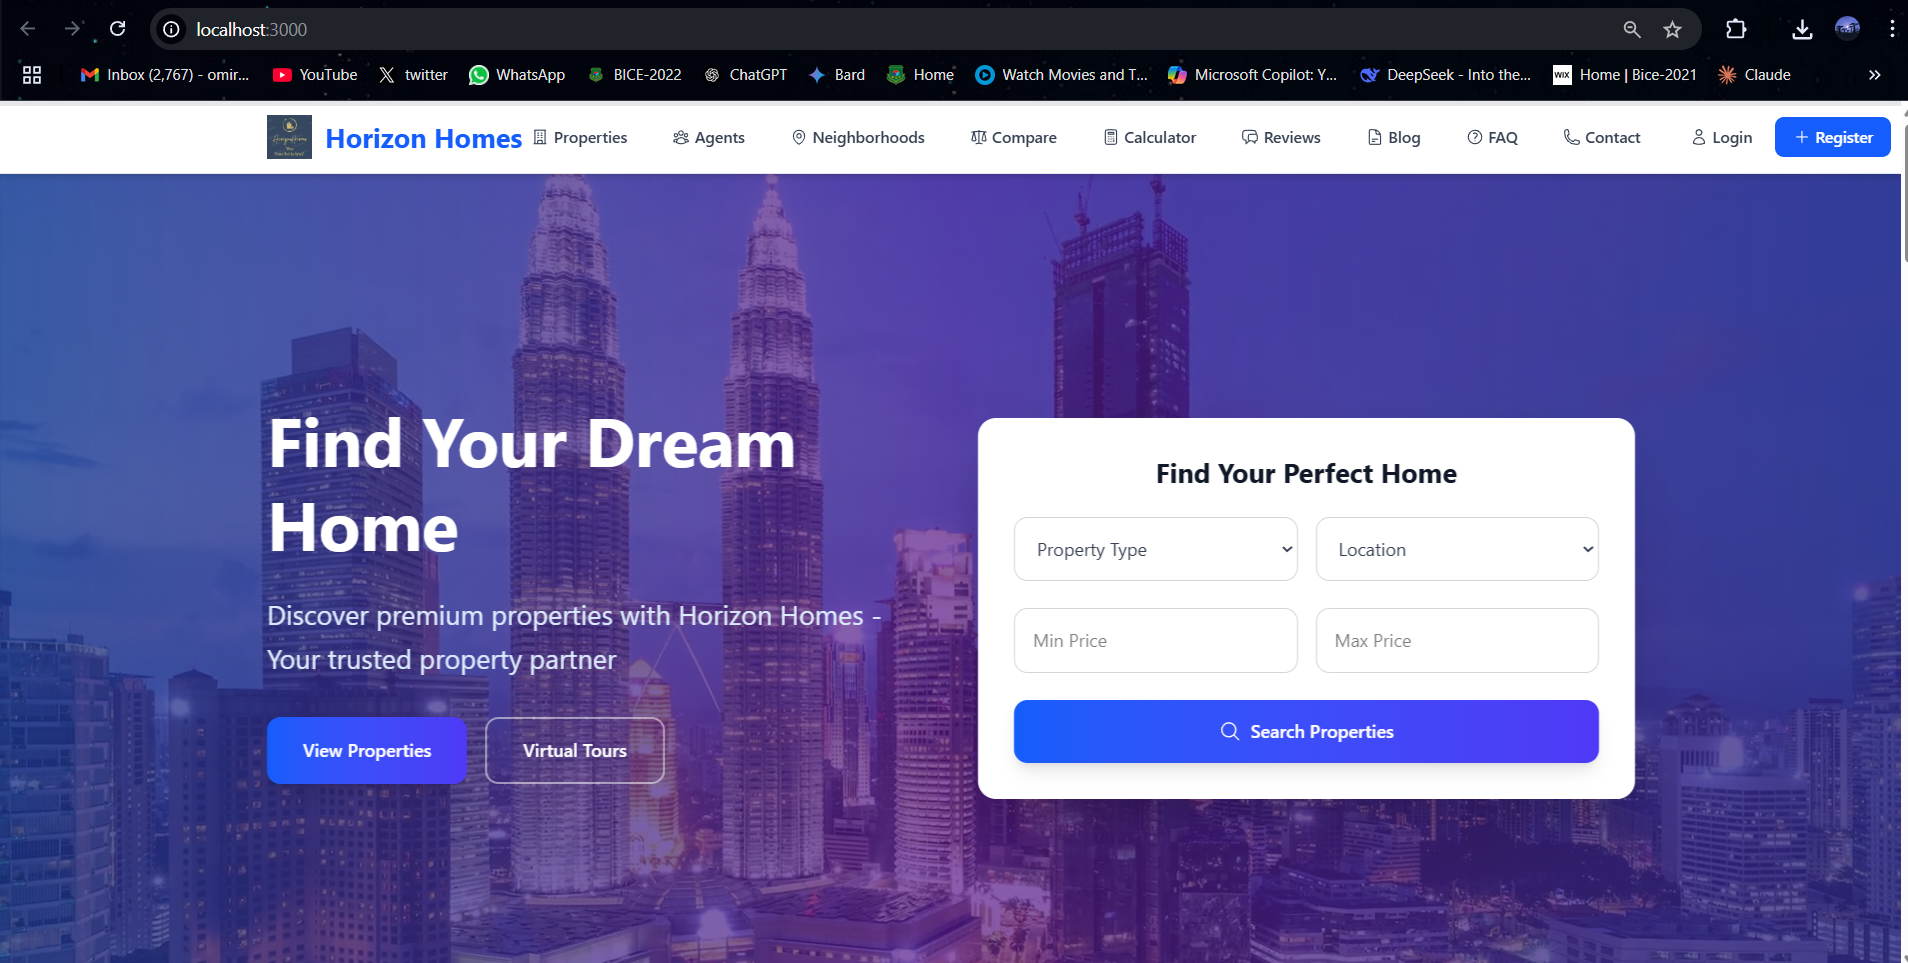 localhost:3000
Inbox (2,767) - omir...
YouTube
twitter
WhatsApp
BICE-2022
ChatGPT
Bard
Home
Watch Movies and T...
Microsoft Copilot: Y...
DeepSeek - Into the...
WIX
Home | Bice-2021
Claude
»
Horizon Homes
Properties
Agents
Neighborhoods
Compare
Calculator
Reviews
Blog
FAQ
Contact
Login
+ Register
Find Your Dream
Home
Discover premium properties with Horizon Homes -
Your trusted property partner
View Properties
Virtual Tours
Find Your Perfect Home
Property Type
Location
Min Price
Max Price
Search Properties